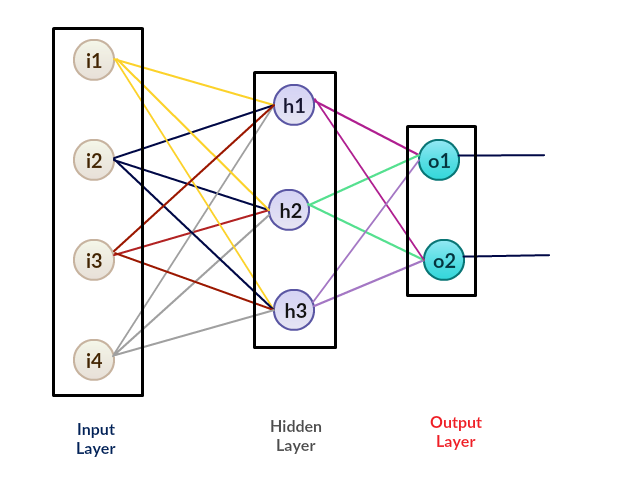 i1
i2
i3
i4
h1
h2
h3
o1
o2
Input
Layer
Hidden
Layer
Output
Layer